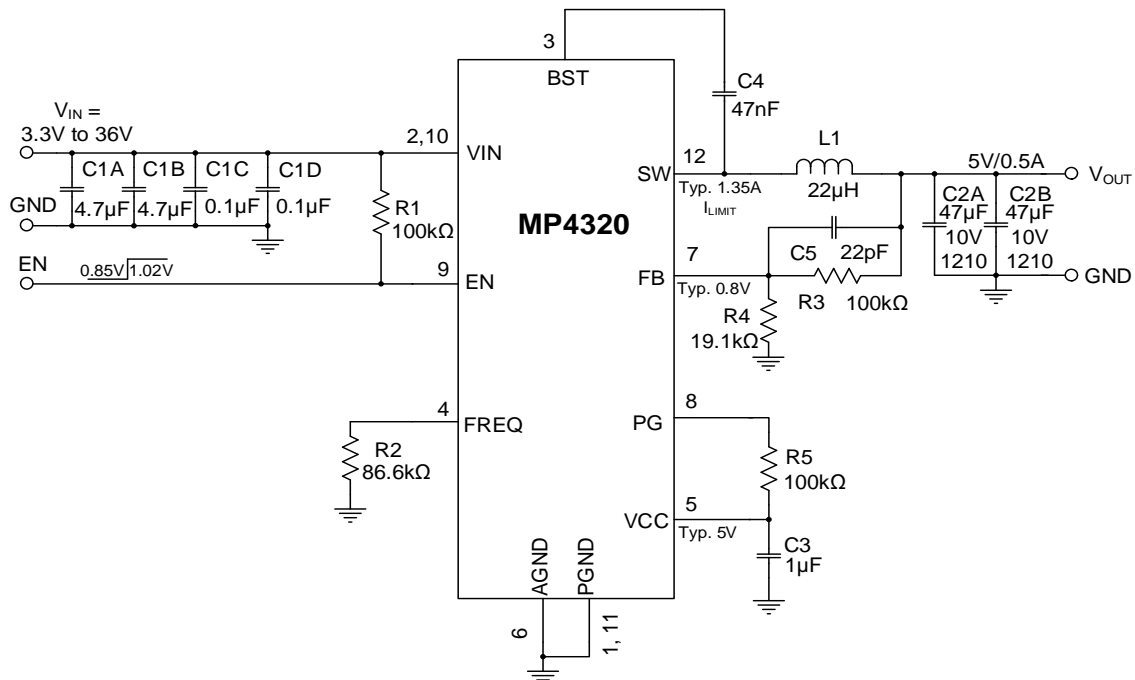 3
BST
C4
47nF
V_IN =
3.3V to 36V
2,10
VIN
C1A
C1B
C1C
C1D
4.7µF
4.7µF
0.1µF
0.1µF
GND
R1
100kΩ
EN
0.85V
1.02V
9
EN
MP4320
12
SW
Typ. 1.35A
I_LIMIT
L1
22µH
5V/0.5A
V_OUT
C2A
47µF
10V
1210
C2B
47µF
10V
1210
GND
C5
22pF
7
FB
Typ. 0.8V
R3
100kΩ
R4
19.1kΩ
4
FREQ
R2
86.6kΩ
8
PG
R5
100kΩ
5
VCC
Typ. 5V
C3
1µF
AGND
PGND
6
1, 11